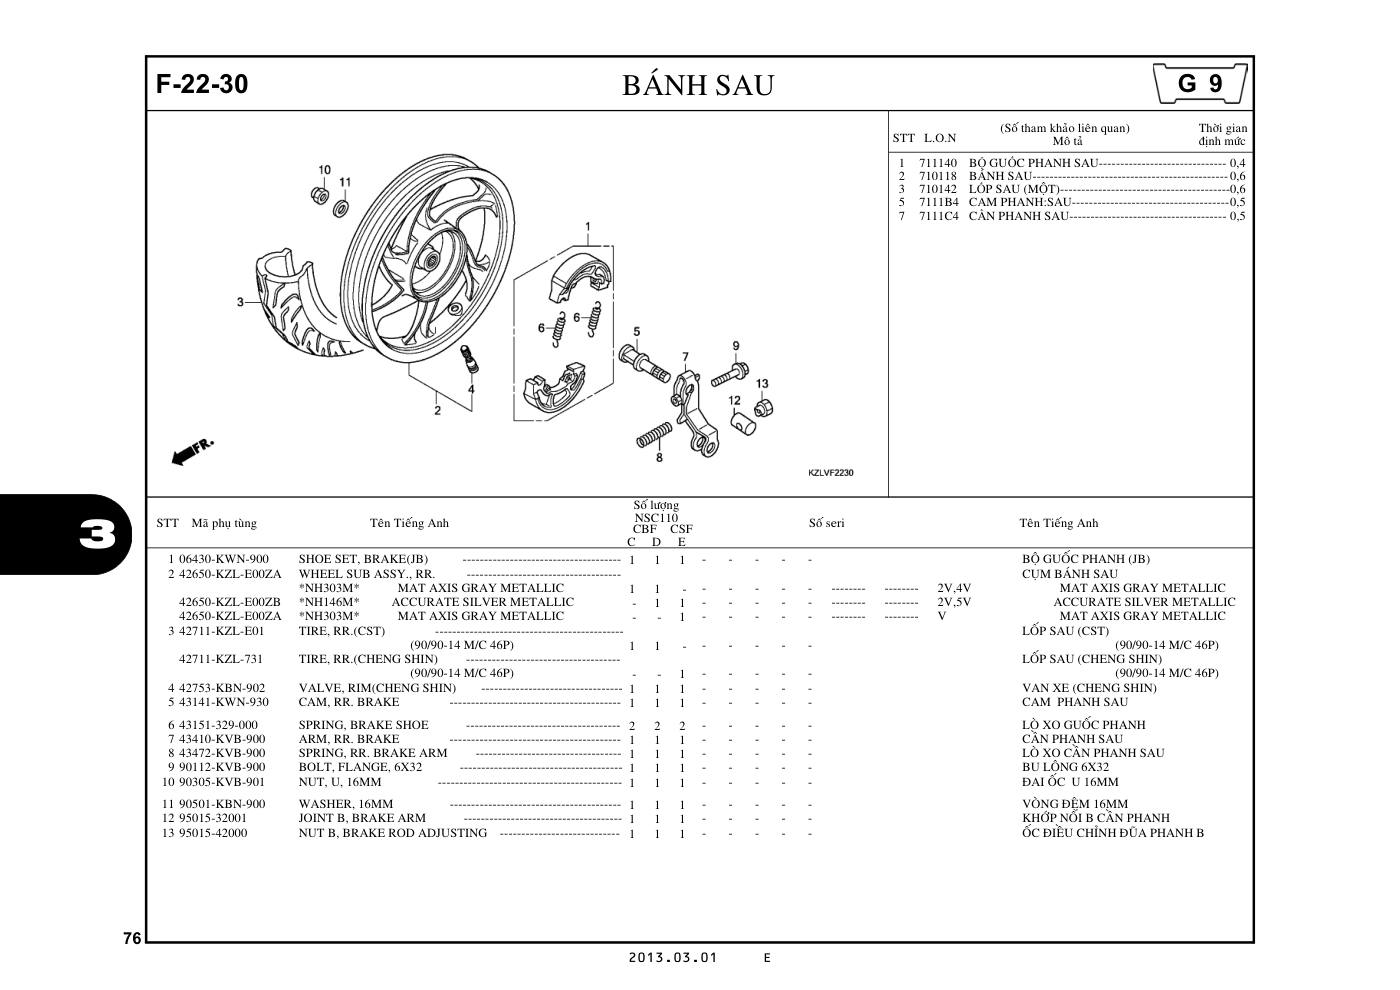 F-22-30 BÁNH SAU G 9
STT L.O.N (Số tham khảo liên quan) Mô tả Thời gian định mức
1 711140 BỘ GUỐC PHANH SAU------------------------------ 0,4
2 710118 BÁNH SAU---------------------------------------------- 0,6
3 710142 LỐP SAU (MỘT)----------------------------------------0,6
5 7111B4 CAM PHANH:SAU-------------------------------------0,5
7 7111C4 CẦN PHANH SAU------------------------------------- 0,5
10
11
1
3
6
6
5
7
9
13
12
4
2
8
FR.
KZLVF2230
3
Số lượng
NSC110
STT Mã phụ tùng Tên Tiếng Anh CBF CSF Số seri Tên Tiếng Anh
C D E
1 06430-KWN-900 SHOE SET, BRAKE(JB) ------------------------------------- 1 1 1 - - - - - BỘ GUỐC PHANH (JB)
2 42650-KZL-E00ZA WHEEL SUB ASSY., RR. ------------------------------------ CỤM BÁNH SAU
*NH303M* MAT AXIS GRAY METALLIC 1 1 - - - - - - -------- -------- 2V,4V MAT AXIS GRAY METALLIC
42650-KZL-E00ZB *NH146M* ACCURATE SILVER METALLIC - 1 1 - - - - - -------- -------- 2V,5V ACCURATE SILVER METALLIC
42650-KZL-E00ZA *NH303M* MAT AXIS GRAY METALLIC - - 1 - - - - - -------- -------- V MAT AXIS GRAY METALLIC
3 42711-KZL-E01 TIRE, RR.(CST) -------------------------------------------- LỐP SAU (CST)
(90/90-14 M/C 46P) 1 1 - - - - - - (90/90-14 M/C 46P)
42711-KZL-731 TIRE, RR.(CHENG SHIN) ------------------------------------ LỐP SAU (CHENG SHIN)
(90/90-14 M/C 46P) - - 1 - - - - - (90/90-14 M/C 46P)
4 42753-KBN-902 VALVE, RIM(CHENG SHIN) --------------------------------- 1 1 1 - - - - - VAN XE (CHENG SHIN)
5 43141-KWN-930 CAM, RR. BRAKE ---------------------------------------- 1 1 1 - - - - - CAM PHANH SAU
6 43151-329-000 SPRING, BRAKE SHOE ------------------------------------ 2 2 2 - - - - - LÒ XO GUỐC PHANH
7 43410-KVB-900 ARM, RR. BRAKE ---------------------------------------- 1 1 1 - - - - - CẦN PHANH SAU
8 43472-KVB-900 SPRING, RR. BRAKE ARM ---------------------------------- 1 1 1 - - - - - LÒ XO CẦN PHANH SAU
9 90112-KVB-900 BOLT, FLANGE, 6X32 -------------------------------------- 1 1 1 - - - - - BU LÔNG 6X32
10 90305-KVB-901 NUT, U, 16MM ------------------------------------------- 1 1 1 - - - - - ĐAI ỐC U 16MM
11 90501-KBN-900 WASHER, 16MM ---------------------------------------- 1 1 1 - - - - - VÒNG ĐỆM 16MM
12 95015-32001 JOINT B, BRAKE ARM ------------------------------------- 1 1 1 - - - - - KHỚP NỐI B CẦN PHANH
13 95015-42000 NUT B, BRAKE ROD ADJUSTING ---------------------------- 1 1 1 - - - - - ỐC ĐIỀU CHỈNH ĐŨA PHANH B
76
2013.03.01 E